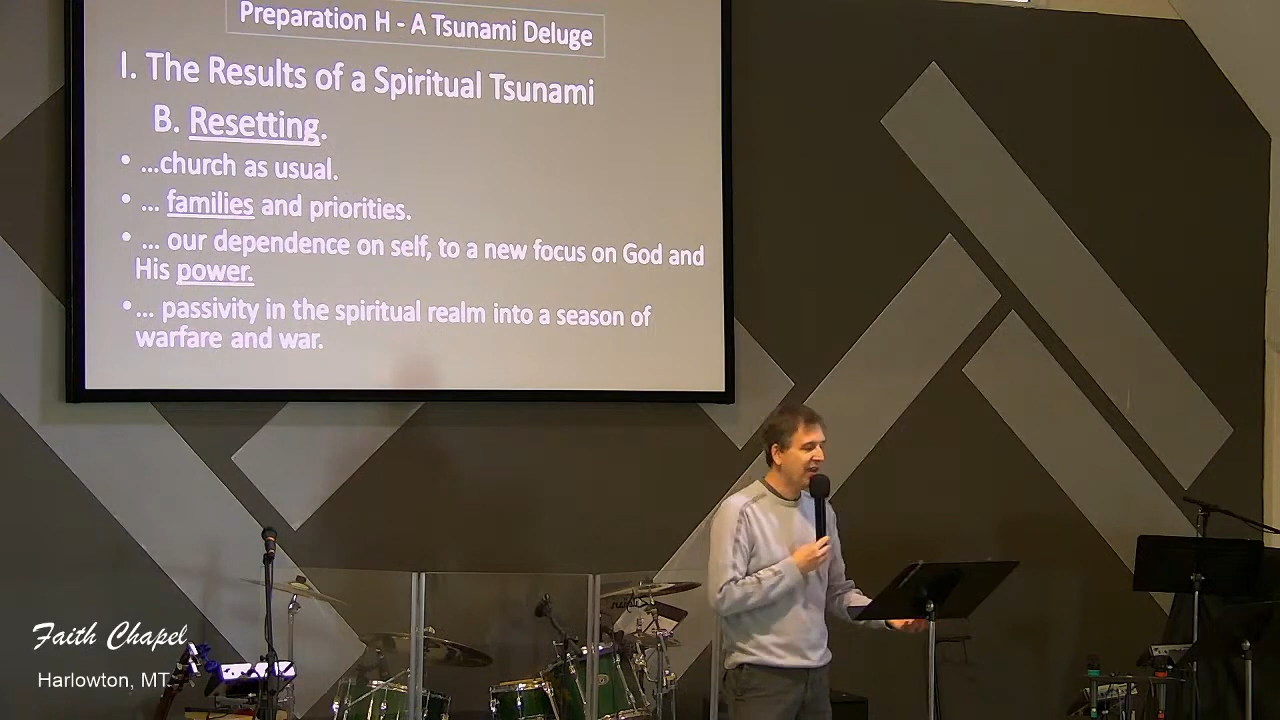 Preparation H - A Tsunami Deluge
I. The Results of a Spiritual Tsunami
B. Resetting.
• ...church as usual.
• ... families and priorities.
• ... our dependence on self, to a new focus on God and
His power.
• ... passivity in the spiritual realm into a season of
warfare and war.
Faith Chapel
Harlowton, MT.